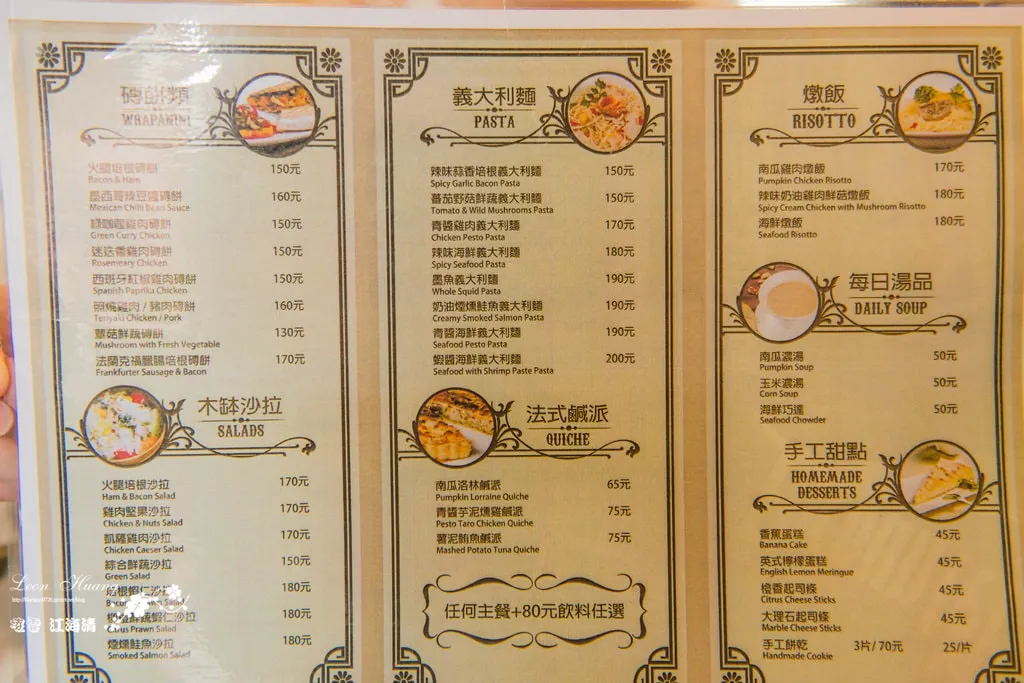 磚餅類
WRAPANINI
火腿培根磚餅 150元
Bacon & Ham
墨西哥辣豆醬磚餅 160元
Mexican Chili Bean Sauce
綠咖哩雞肉磚餅 150元
Green Curry Chicken
迷迭香雞肉磚餅 150元
Rosemeary Chicken
西班牙紅椒雞肉磚餅 150元
Spanish Paprika Chicken
照燒雞肉 / 豬肉磚餅 160元
Teriyaki Chicken / Pork
蕈菇鮮蔬磚餅 130元
Mushroom with Fresh Vegetable
法蘭克福臘腸培根磚餅 170元
Frankfurter Sausage & Bacon
木缽沙拉
SALADS
火腿培根沙拉 170元
Ham & Bacon Salad
雞肉堅果沙拉 170元
Chicken & Nuts Salad
凱薩雞肉沙拉 170元
Chicken Caeser Salad
綜合鮮蔬沙拉 150元
Green Salad
培根蝦仁沙拉 180元
Prawn Salad
鮮蔬蝦仁沙拉 180元
Citrus Prawn Salad
煙燻鮭魚沙拉 180元
Smoked Salmon Salad
義大利麵
PASTA
辣味蒜香培根義大利麵 150元
Spicy Garlic Bacon Pasta
蕃茄野菇鮮蔬義大利麵 150元
Tomato & Wild Mushrooms Pasta
青醬雞肉義大利麵 170元
Chicken Pesto Pasta
辣味海鮮義大利麵 180元
Spicy Seafood Pasta
墨魚義大利麵 190元
Whole Squid Pasta
奶油煙燻鮭魚義大利麵 190元
Creamy Smoked Salmon Pasta
青醬海鮮義大利麵 190元
Seafood Pesto Pasta
蝦醬海鮮義大利麵 200元
Seafood with Shrimp Paste Pasta
法式鹹派
QUICHE
南瓜洛林鹹派 65元
Pumpkin Lorraine Quiche
青醬芋泥燻雞鹹派 75元
Pesto Taro Chicken Quiche
薯泥鮪魚鹹派 75元
Mashed Potato Tuna Quiche
任何主餐+80元飲料任選
燉飯
RISOTTO
南瓜雞肉燉飯 170元
Pumpkin Chicken Risotto
辣味奶油雞肉鮮菇燉飯 180元
Spicy Cream Chicken with Mushroom Risotto
海鮮燉飯 180元
Seafood Risotto
每日湯品
DAILY SOUP
南瓜濃湯 50元
Pumpkin Soup
玉米濃湯 50元
Corn Soup
海鮮巧達 50元
Seafood Chowder
手工甜點
HOMEMADE
DESSERTS
香蕉蛋糕 45元
Banana Cake
英式檸檬蛋糕 45元
English Lemon Meringue
橙香起司條 45元
Citrus Cheese Sticks
大理石起司條 45元
Marble Cheese Sticks
手工餅乾 3片/ 70元 25/片
Handmade Cookie
Leon Huang
江海清